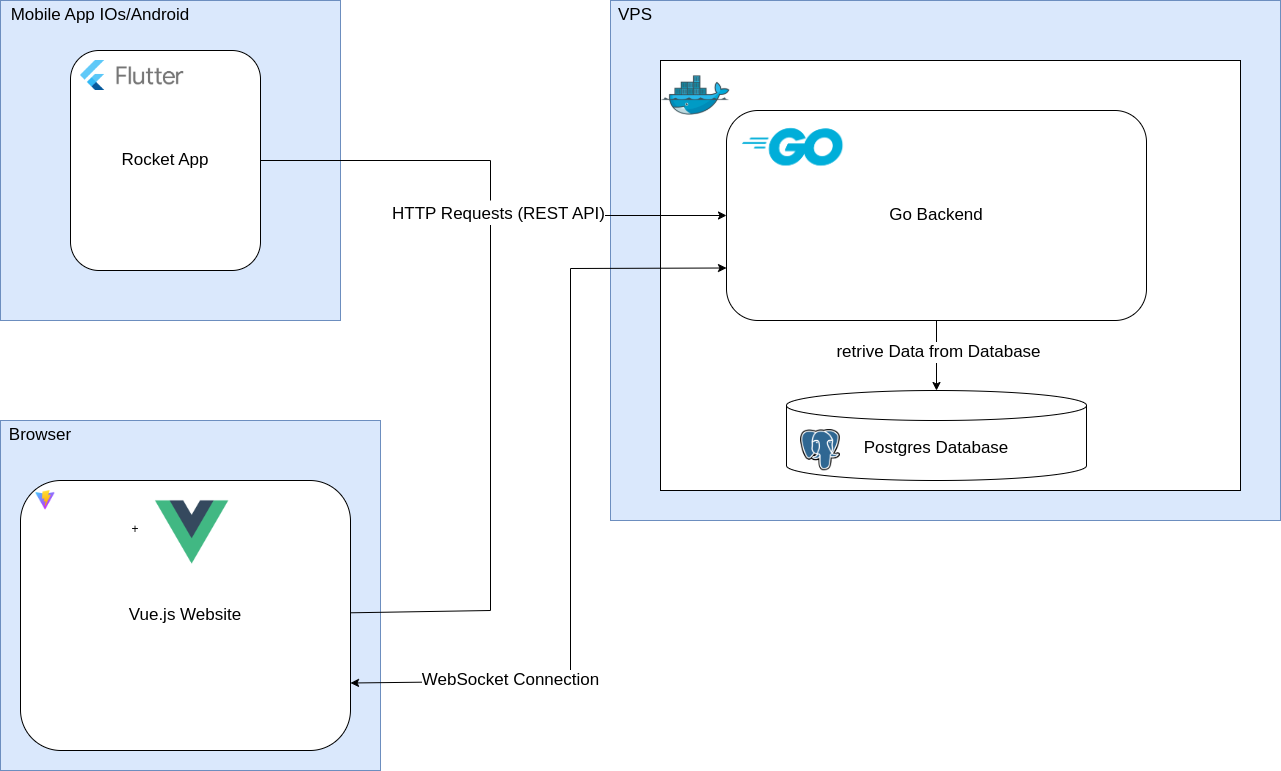 Mobile App IOs/Android
Flutter
Rocket App
VPS
GO
Go Backend
HTTP Requests (REST API)
retrive Data from Database
Postgres Database
Browser
+
Vue.js Website
WebSocket Connection